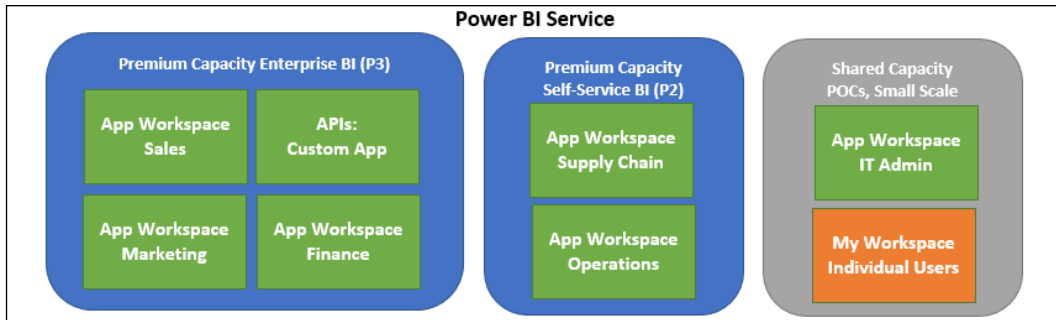 Power BI Service
Premium Capacity Enterprise BI (P3)
App Workspace
Sales
APIs:
Custom App
App Workspace
Marketing
App Workspace
Finance
Premium Capacity
Self-Service BI (P2)
App Workspace
Supply Chain
App Workspace
Operations
Shared Capacity
POCs, Small Scale
App Workspace
IT Admin
My Workspace
Individual Users